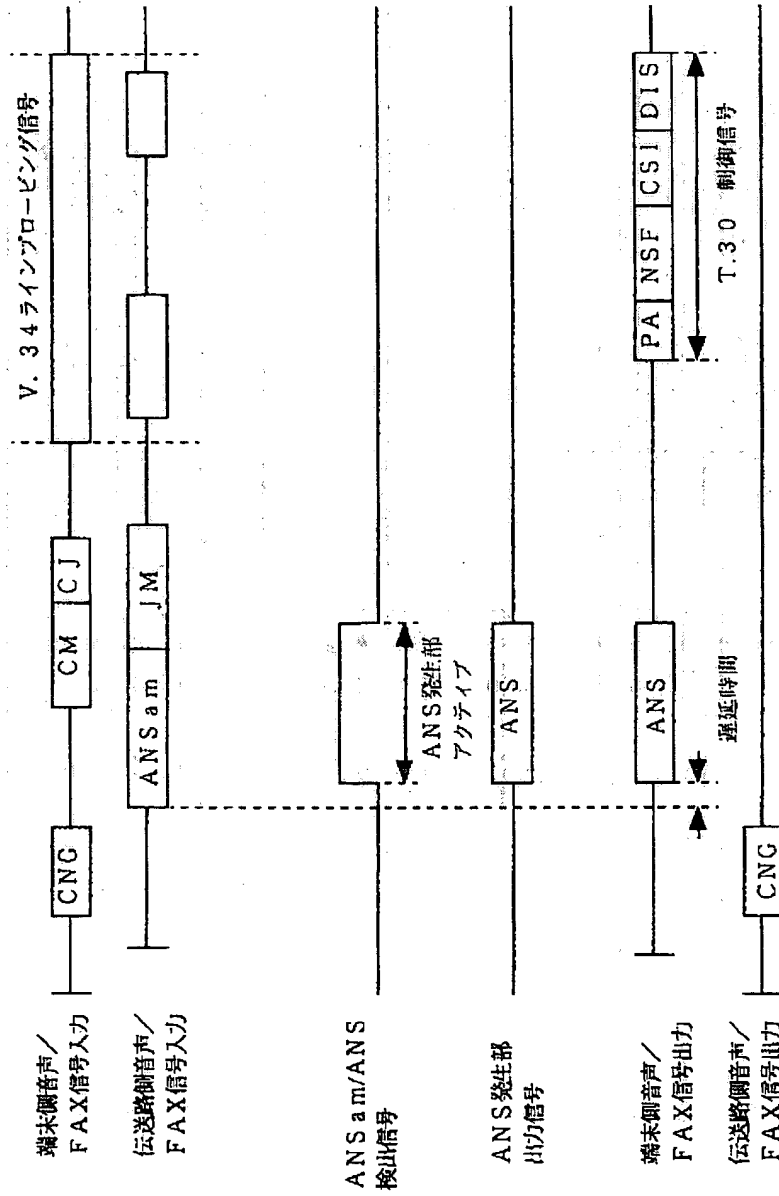 端末側音声／
ＦＡＸ信号入力
CNG
CM
CJ
V．３４ラインプロービング信号
伝送路側音声／
ＦＡＸ信号入力
ANSam
JM
ANSam/ANS
検出信号
ANS発生部
アクティブ
ANS発生部
出力信号
ANS
端末側音声／
ＦＡＸ信号出力
ANS
遅延時間
PA
NSF
CSI
DIS
T.30 制御信号
伝送路側音声／
ＦＡＸ信号出力
CNG